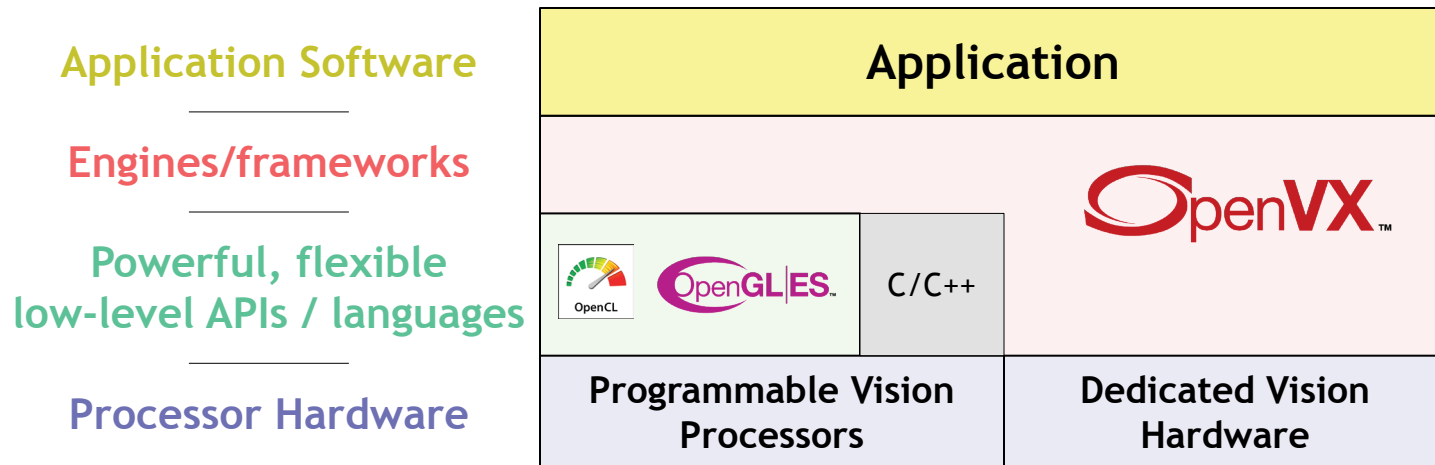 Application Software
Engines/frameworks
Powerful, flexible
low-level APIs / languages
Processor Hardware
Application
OpenVX™
OpenCL
OpenGL|ES™
C/C++
Programmable Vision
Processors
Dedicated Vision
Hardware